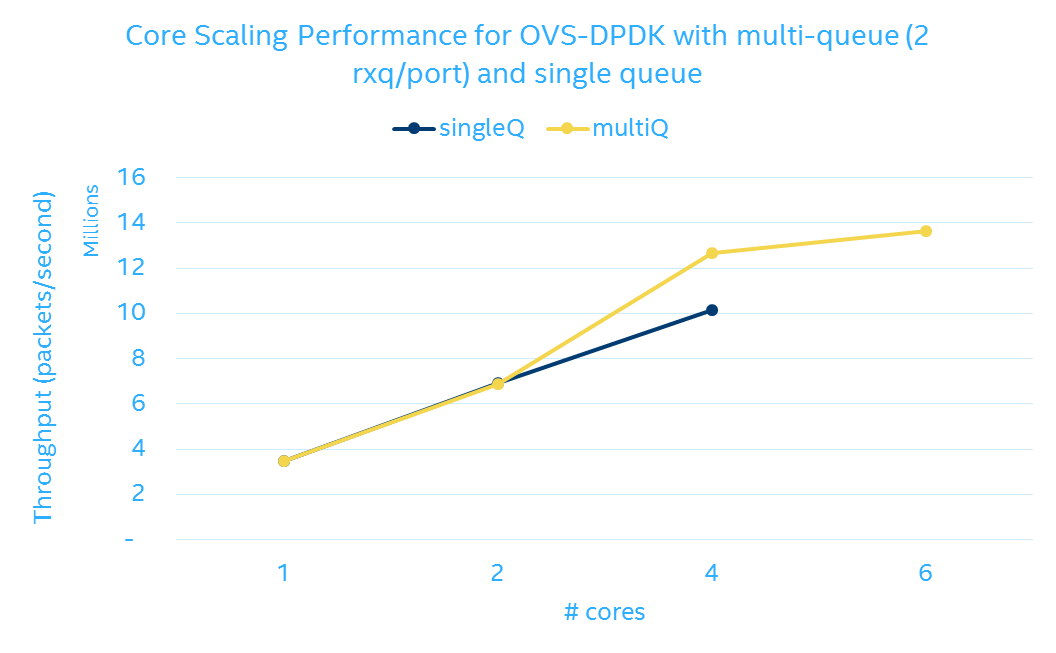 Core Scaling Performance for OVS-DPDK with multi-queue (2
rxq/port) and single queue
singleQ multiQ
Throughput (packets/second)
Millions
16
14
12
10
8
6
4
2
-
1 2 4 6
# cores